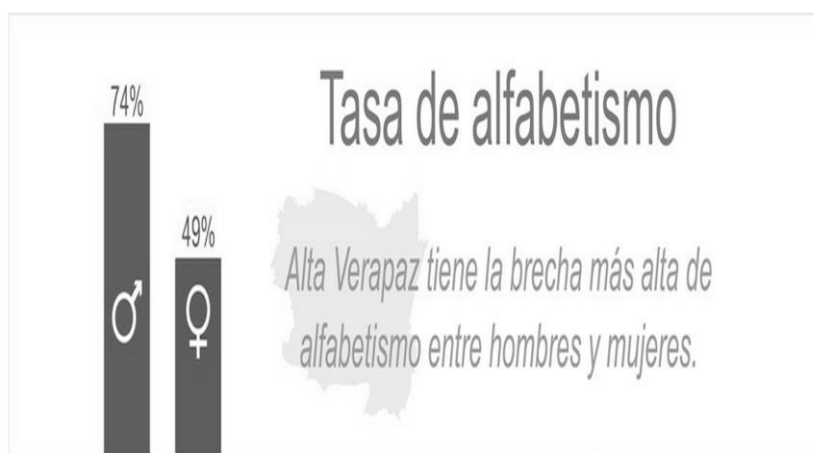 74%
Tasa de alfabetismo
49%
Alta Verapaz tiene la brecha más alta de
alfabetismo entre hombres y mujeres.